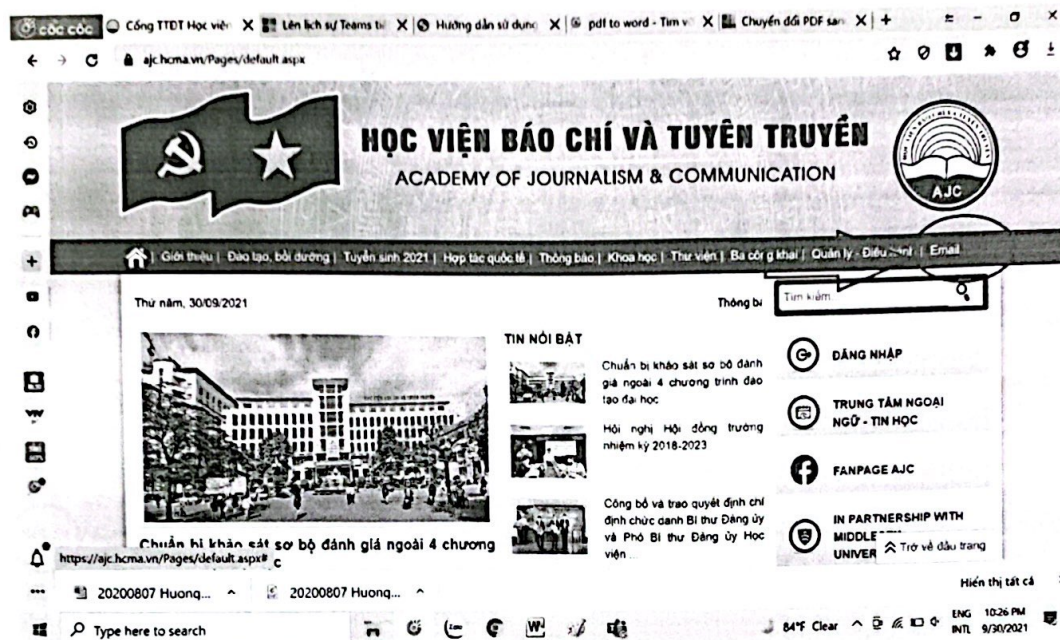 cốc cốc
Cổng TTĐT Học viên
Lên lịch sự Teams
Hướng dẫn sử dụng
pdf to word - Tìm v
Chuyển đổi PDF san
ajc.hcma.vn/Pages/default.aspx
HỌC VIỆN BÁO CHÍ VÀ TUYÊN TRUYỀN
ACADEMY OF JOURNALISM & COMMUNICATION
AJC
Giới thiệu | Đào tạo, bồi dưỡng | Tuyển sinh 2021 | Hợp tác quốc tế | Thông báo | Khoa học | Thư viện | Ba công khai | Quản lý - Điều hành | Email
Thứ năm, 30/09/2021
Thông bá
Tìm kiếm...
TIN NỔI BẬT
Chuẩn bị khảo sát sơ bộ đánh
giá ngoài 4 chương trình đào
tạo đại học
Hội nghị Hội đồng trường
nhiệm kỳ 2018-2023
Công bố và trao quyết định chỉ
định chức danh Bí thư Đảng ủy
và Phó Bí thư Đảng ủy Học
viện ...
ĐĂNG NHẬP
TRUNG TÂM NGOẠI
NGỮ - TIN HỌC
FANPAGE AJC
IN PARTNERSHIP WITH
MIDDLE
UNIVER
Trở về đầu trang
Chuẩn bị khảo sát sơ bộ đánh giá ngoài 4 chương
https://ajc.hcma.vn/Pages/default.aspx#
Hiển thị tất cả
20200807 Huong...
20200807 Huong...
Type here to search
84°F Clear
ENG
INTL
10:26 PM
9/30/2021